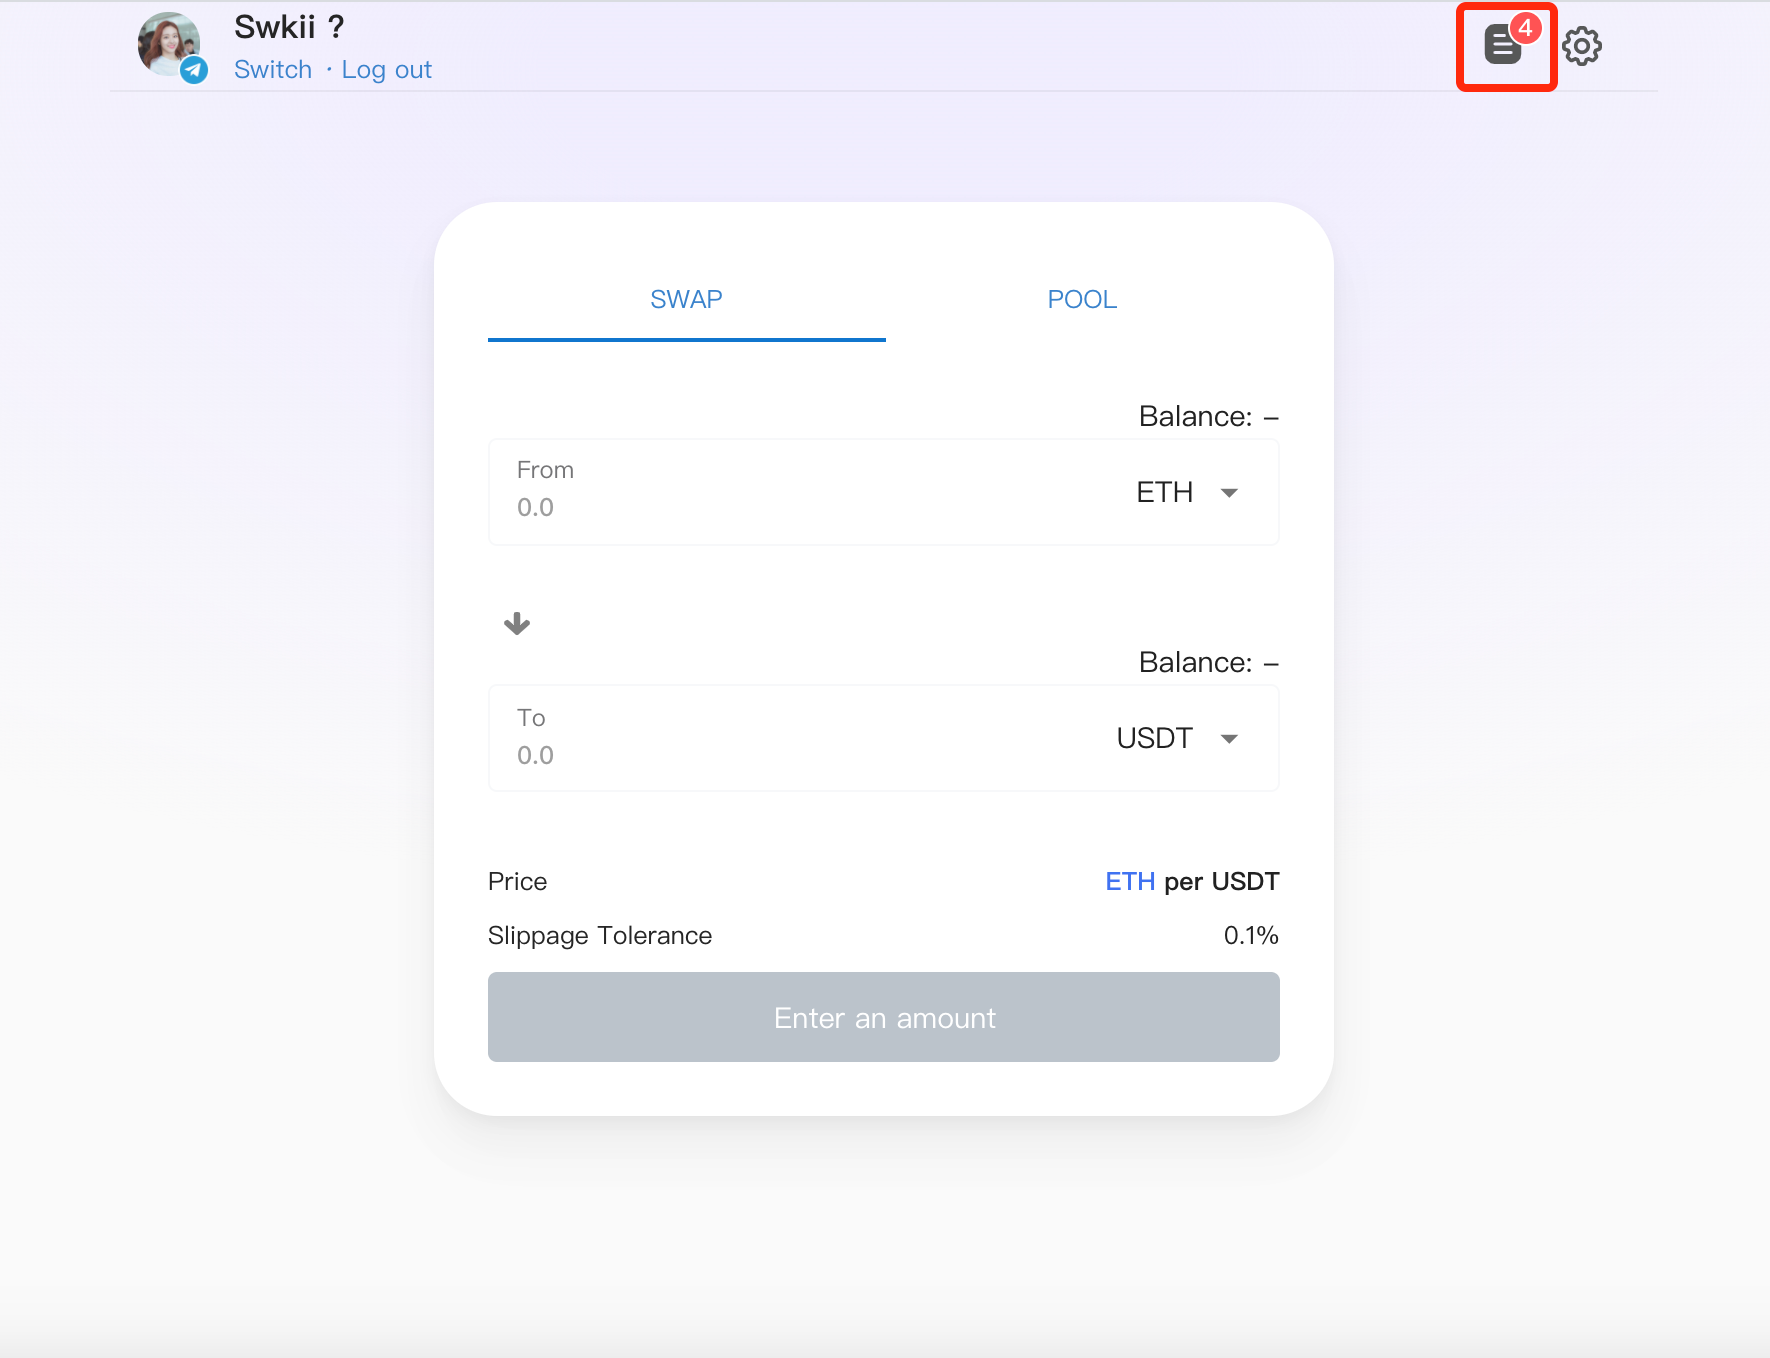 Swkii ?
Switch · Log out
4
SWAP
POOL
Balance: –
From
0.0
ETH
Balance: –
To
0.0
USDT
Price
ETH per USDT
Slippage Tolerance
0.1%
Enter an amount